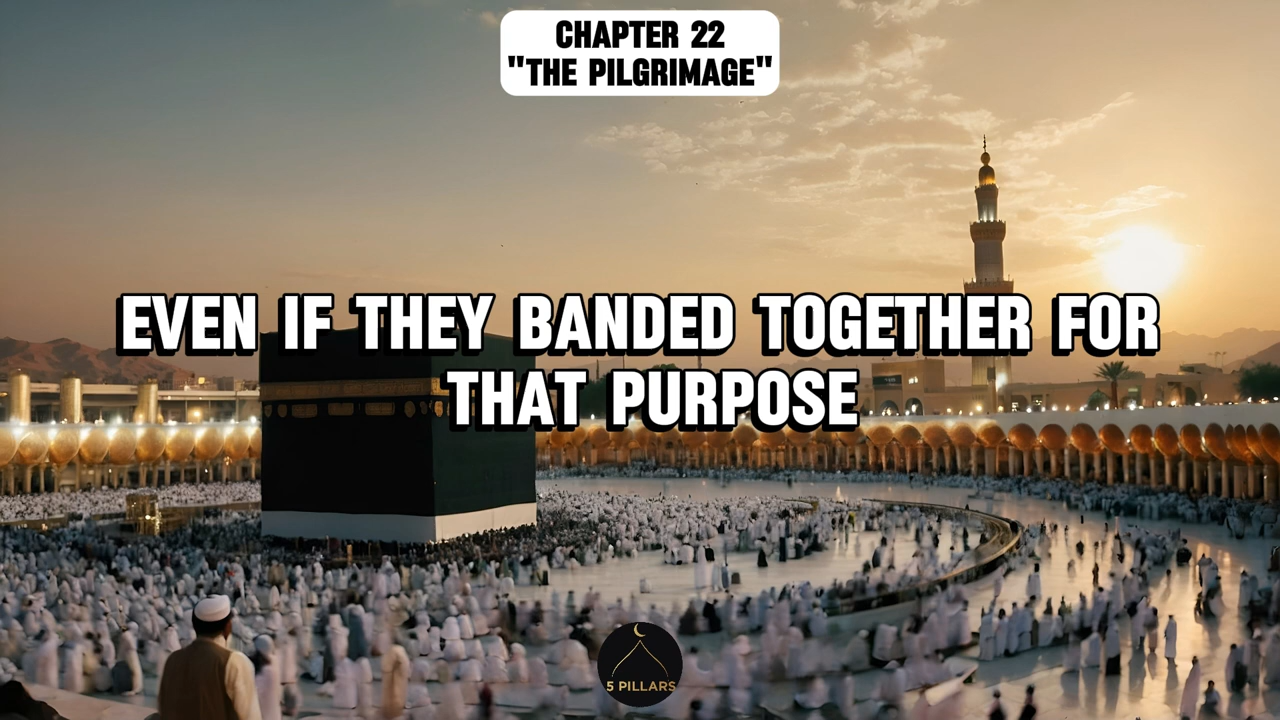 CHAPTER 22
"THE PILGRIMAGE"
EVEN IF THEY BANDED TOGETHER FOR
THAT PURPOSE
5 PILLARS